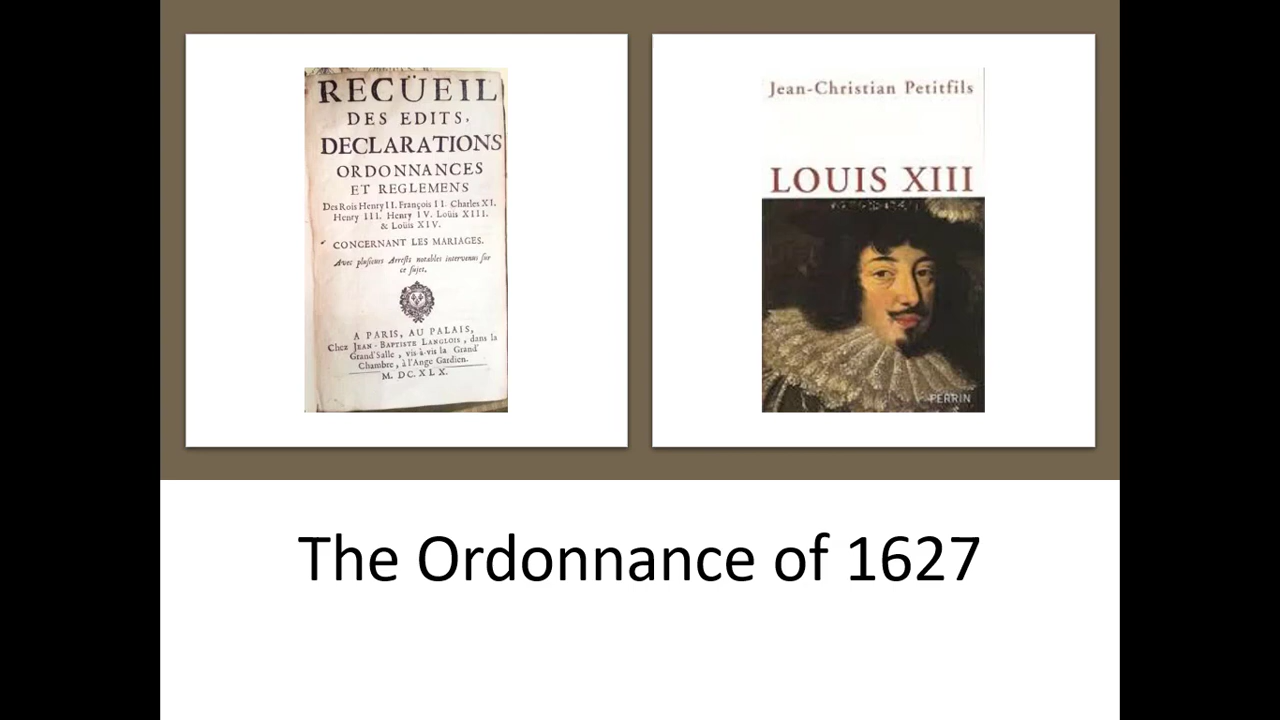 RECÜEIL
DES EDITS,
DECLARATIONS
ORDONNANCES
ET REGLEMENS
Des Rois Henry II. François II. Charles XI.
Henry III. Henry IV. Loüis XIII.
& Loüis XIV.
CONCERNANT LES MARIAGES.
Avec plusieurs Arrests notables intervenus sur
ce sujet.
A PARIS, AU PALAIS,
Chez JEAN-BAPTISTE LANGLOIS, dans la
Grand'Salle, vis-à-vis la Grand'
Chambre, à l'Ange Gardien.
M. DC. XLX.
Jean-Christian Petitfils
LOUIS XIII
PERRIN
The Ordonnance of 1627